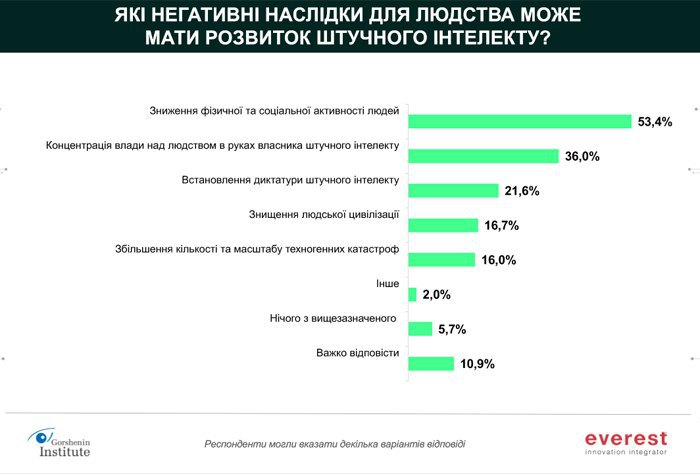 ЯКІ НЕГАТИВНІ НАСЛІДКИ ДЛЯ ЛЮДСТВА МОЖЕ
МАТИ РОЗВИТОК ШТУЧНОГО ІНТЕЛЕКТУ?
Зниження фізичної та соціальної активності людей
53,4%
Концентрація влади над людством в руках власника штучного інтелекту
36,0%
Встановлення диктатури штучного інтелекту
21,6%
Знищення людської цивілізації
16,7%
Збільшення кількості та масштабу техногенних катастроф
16,0%
Інше
2,0%
Нічого з вищезазначеного
5,7%
Важко відповісти
10,9%
Gorshenin
Institute
Респонденти могли вказати декілька варіантів відповіді
everest
innovation integrator